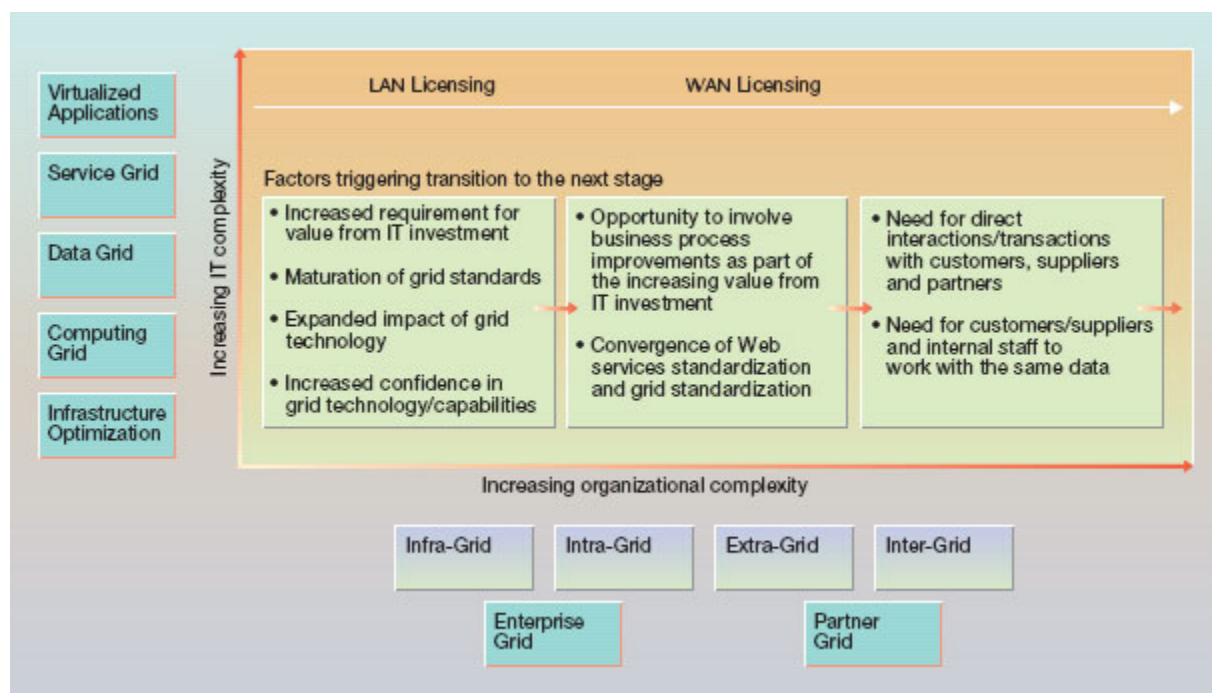 Virtualized
Applications
Service Grid
Data Grid
Computing
Grid
Infrastructure
Optimization
Increasing IT complexity
LAN Licensing
WAN Licensing
Factors triggering transition to the next stage
• Increased requirement for
value from IT investment
• Maturation of grid standards
• Expanded impact of grid
technology
• Increased confidence in
grid technology/capabilities
• Opportunity to involve
business process
improvements as part of
the increasing value from
IT investment
• Convergence of Web
services standardization
and grid standardization
• Need for direct
interactions/transactions
with customers, suppliers
and partners
• Need for customers/suppliers
and internal staff to
work with the same data
Increasing organizational complexity
Infra-Grid
Intra-Grid
Extra-Grid
Inter-Grid
Enterprise
Grid
Partner
Grid